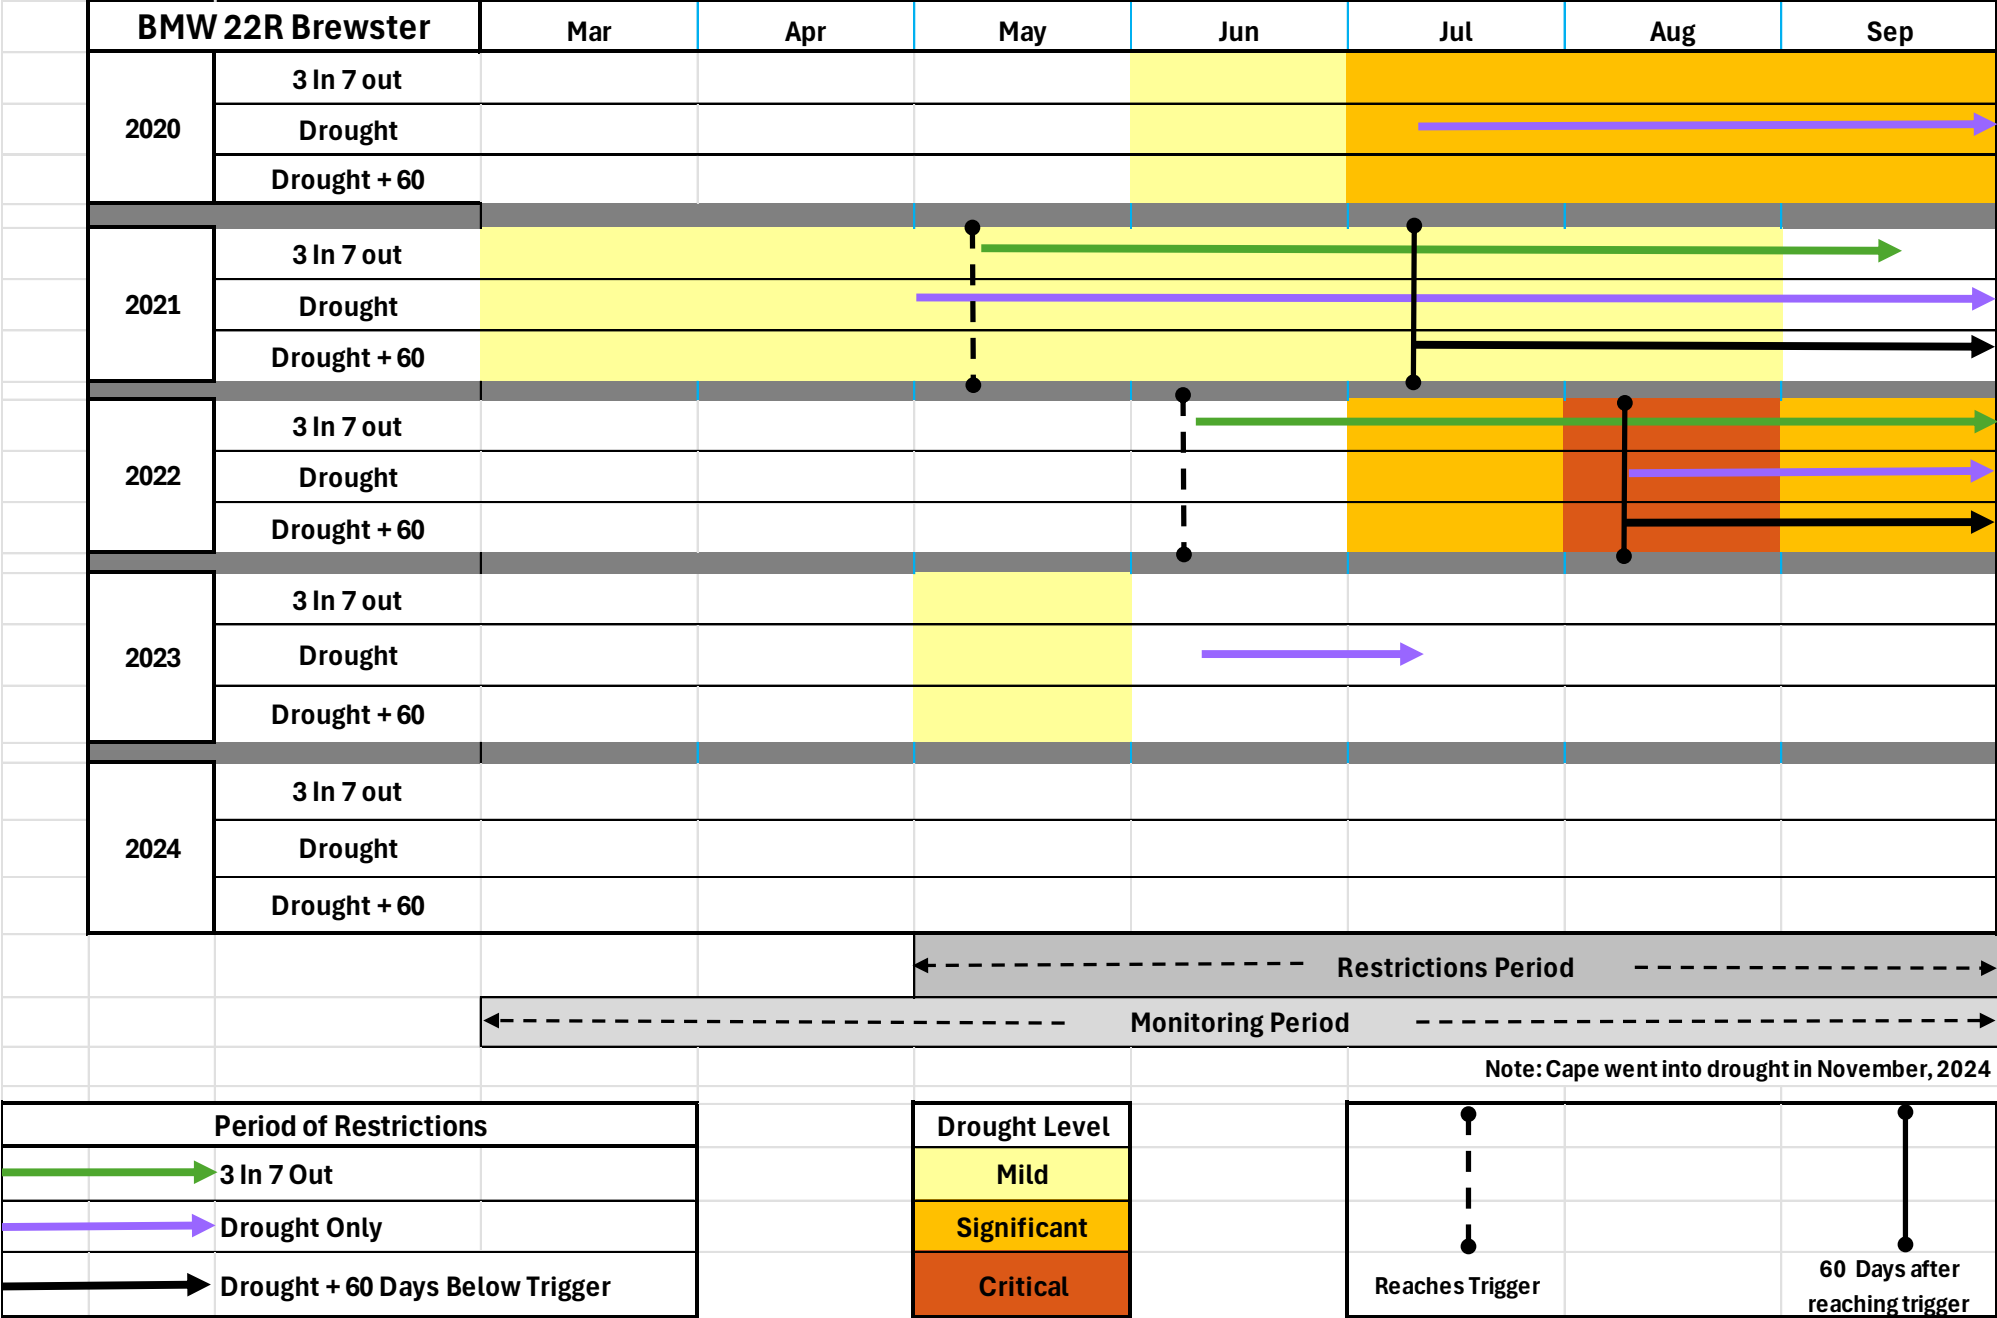 BMW 22R Brewster Mar Apr May Jun Jul Aug Sep
3 In 7 out
2020 Drought
Drought + 60
3 In 7 out
2021 Drought
Drought + 60
3 In 7 out
2022 Drought
Drought + 60
3 In 7 out
2023 Drought
Drought + 60
3 In 7 out
2024 Drought
Drought + 60
Restrictions Period
Monitoring Period
Note: Cape went into drought in November, 2024
Period of Restrictions
3 In 7 Out
Drought Only
Drought + 60 Days Below Trigger
Drought Level
Mild
Significant
Critical
Reaches Trigger
60 Days after
reaching trigger